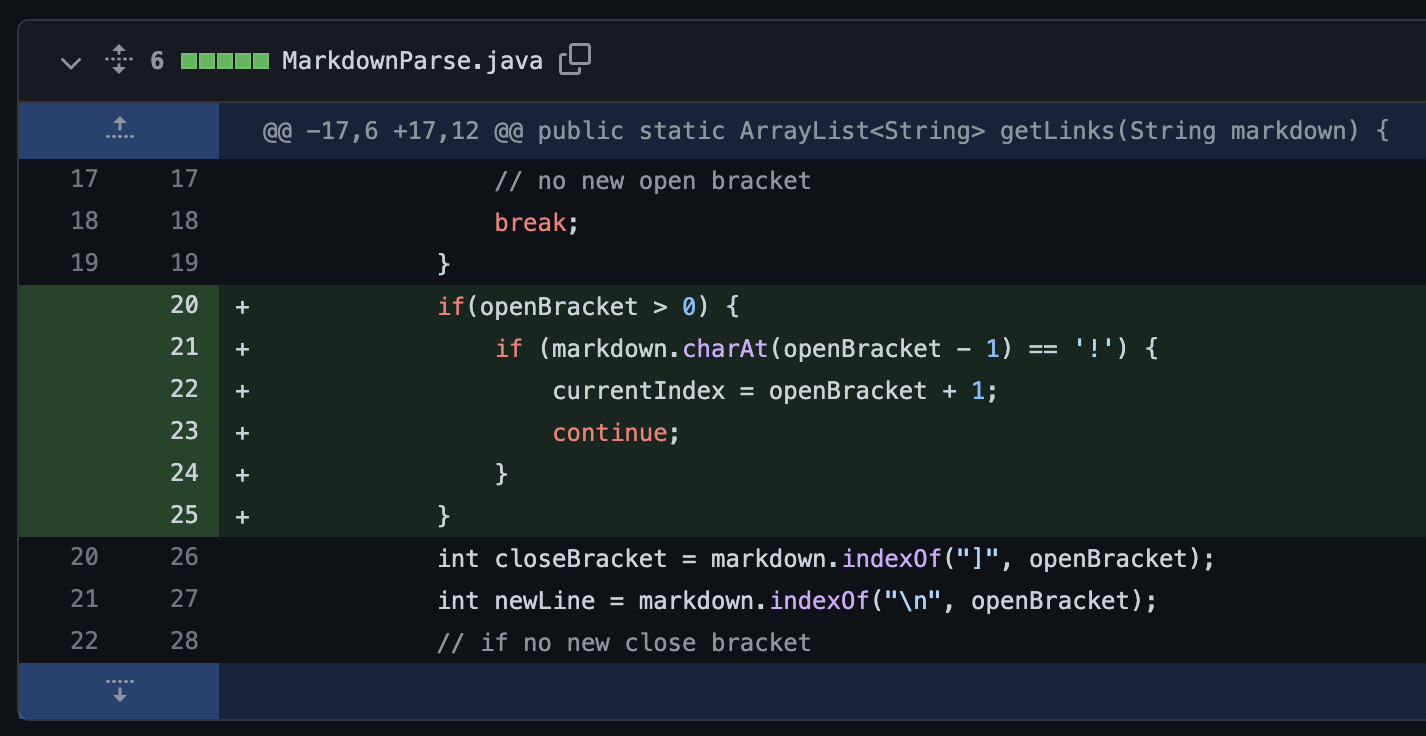 6 MarkdownParse.java
@@ -17,6 +17,12 @@ public static ArrayList<String> getLinks(String markdown) {
17 17 // no new open bracket
18 18 break;
19 19 }
20 + if(openBracket > 0) {
21 + if (markdown.charAt(openBracket - 1) == '!') {
22 + currentIndex = openBracket + 1;
23 + continue;
24 + }
25 + }
20 26 int closeBracket = markdown.indexOf("]", openBracket);
21 27 int newLine = markdown.indexOf("\n", openBracket);
22 28 // if no new close bracket